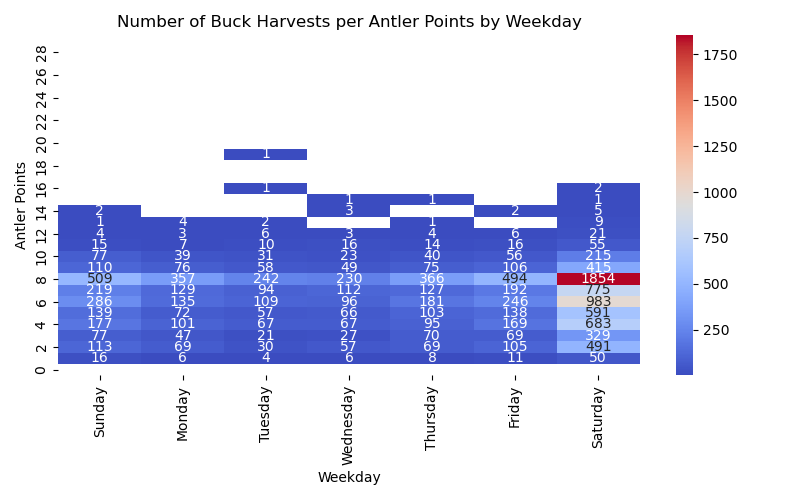 Number of Buck Harvests per Antler Points by Weekday
28
26
24
22
20
1
18
16 1 2
1 1 1
14 2 3 2 5
1 4 2 1 9
12 4 3 6 3 4 6 21
15 7 10 16 14 16 55
10 77 39 31 23 40 56 215
110 76 58 49 75 106 415
8 509 357 242 230 366 494 1854
219 129 94 112 127 192 775
6 286 135 109 96 181 246 983
139 72 57 66 103 138 591
4 177 101 67 67 95 169 683
77 47 21 27 70 69 329
2 113 69 30 57 69 105 491
16 6 4 6 8 11 50
0
Antler Points
Sunday Monday Tuesday Wednesday Thursday Friday Saturday
Weekday
1750
1500
1250
1000
750
500
250